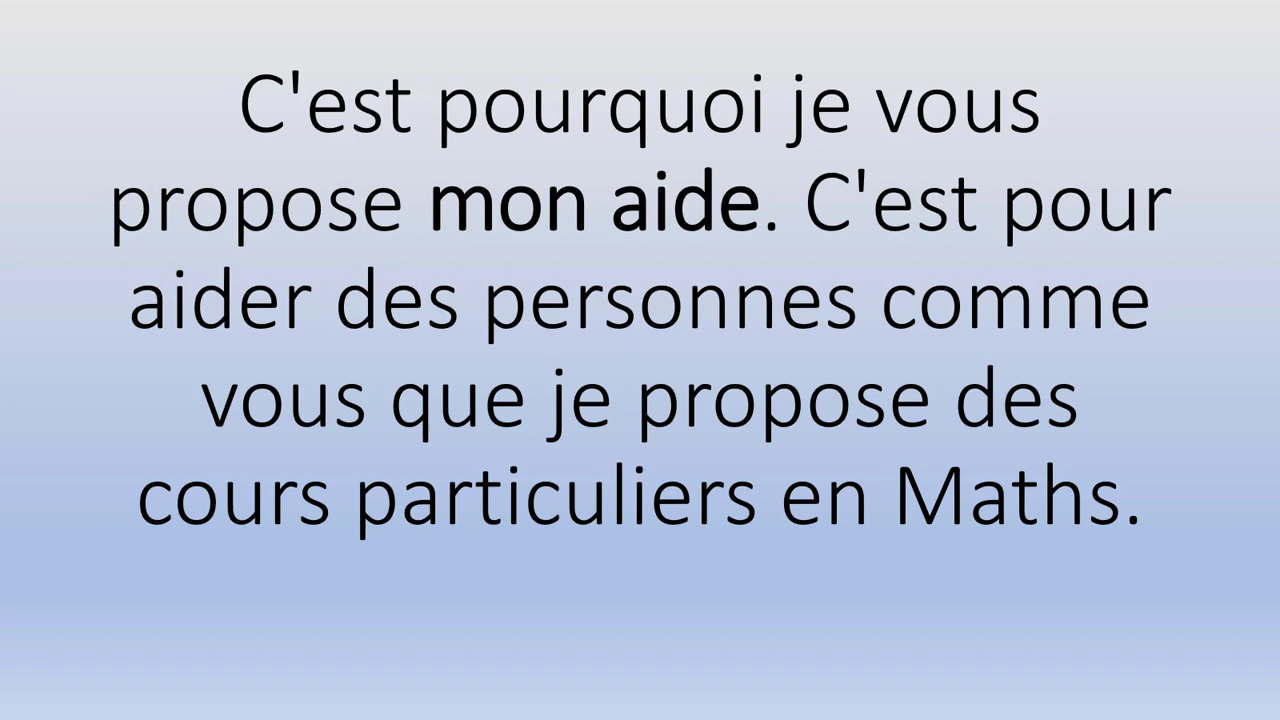 C'est pourquoi je vous
propose mon aide. C'est pour
aider des personnes comme
vous que je propose des
cours particuliers en Maths.